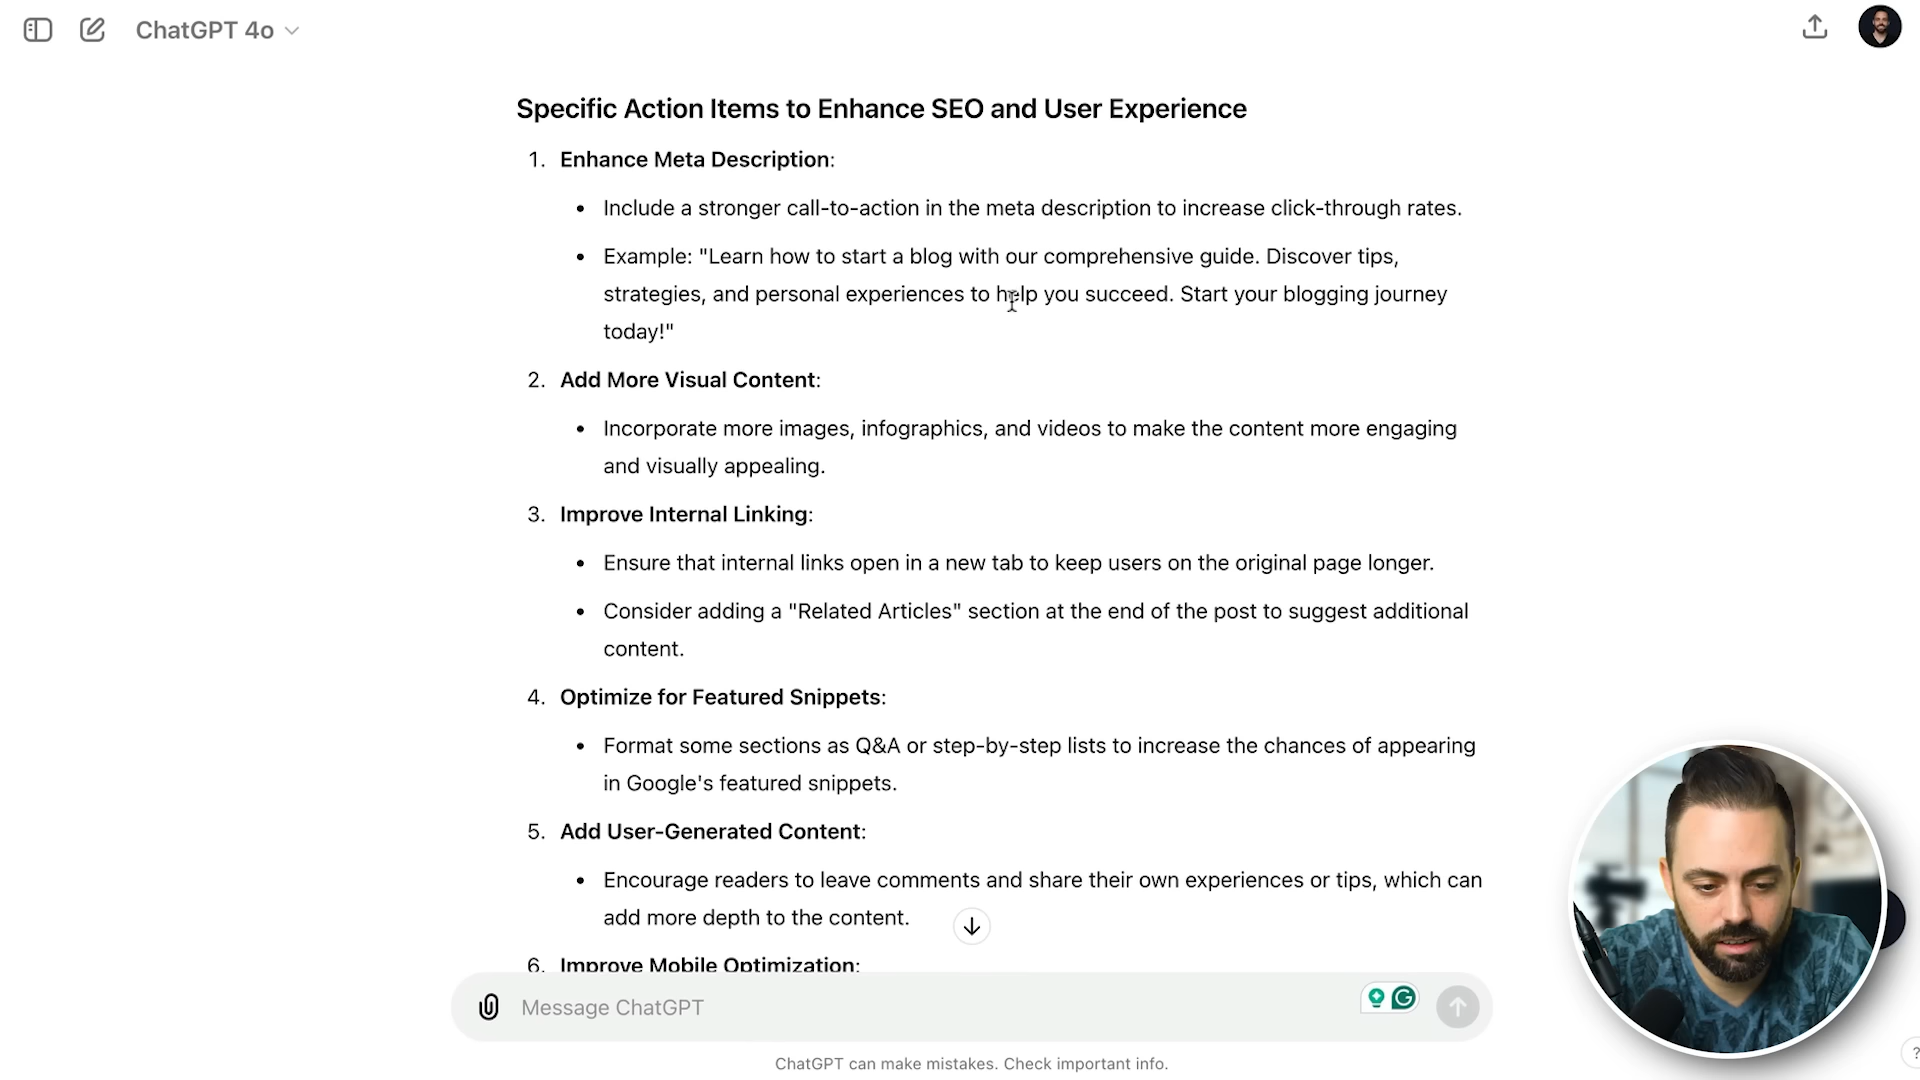 ChatGPT 4o
Specific Action Items to Enhance SEO and User Experience
1. Enhance Meta Description:
• Include a stronger call-to-action in the meta description to increase click-through rates.
• Example: "Learn how to start a blog with our comprehensive guide. Discover tips,
strategies, and personal experiences to help you succeed. Start your blogging journey
today!"
2. Add More Visual Content:
• Incorporate more images, infographics, and videos to make the content more engaging
and visually appealing.
3. Improve Internal Linking:
• Ensure that internal links open in a new tab to keep users on the original page longer.
• Consider adding a "Related Articles" section at the end of the post to suggest additional
content.
4. Optimize for Featured Snippets:
• Format some sections as Q&A or step-by-step lists to increase the chances of appearing
in Google's featured snippets.
5. Add User-Generated Content:
• Encourage readers to leave comments and share their own experiences or tips, which can
add more depth to the content.
6. Improve Mobile Optimization:
Message ChatGPT
G
ChatGPT can make mistakes. Check important info.
?